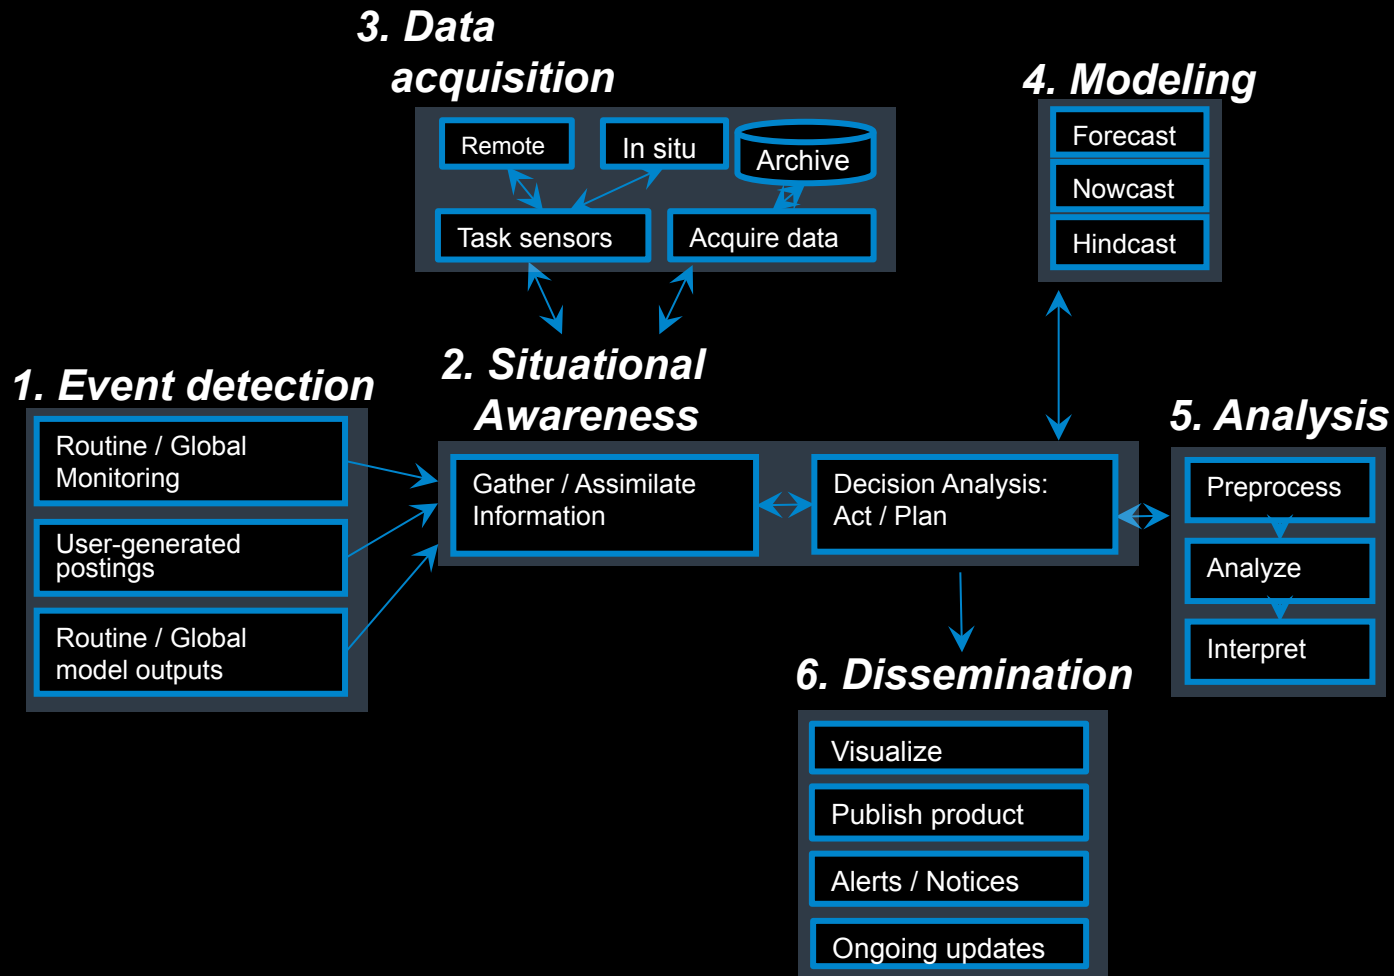 3. Data
acquisition
Remote
In situ
Archive
Task sensors
Acquire data
4. Modeling
Forecast
Nowcast
Hindcast
1. Event detection
Routine / Global
Monitoring
User-generated
postings
Routine / Global
model outputs
2. Situational
Awareness
Gather / Assimilate
Information
Decision Analysis:
Act / Plan
5. Analysis
Preprocess
Analyze
Interpret
6. Dissemination
Visualize
Publish product
Alerts / Notices
Ongoing updates